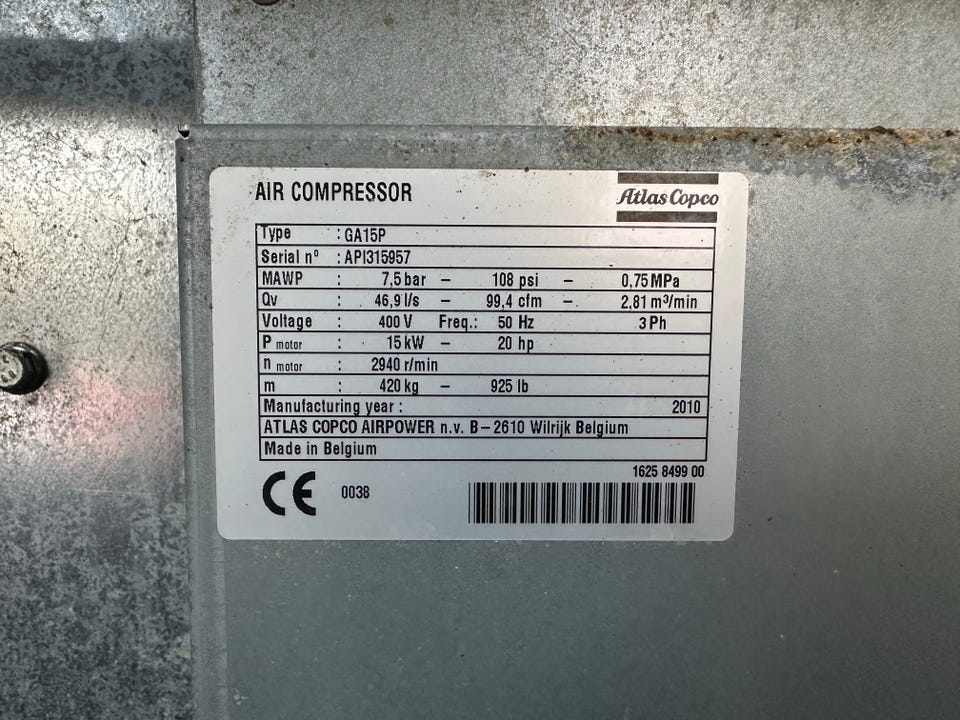 AIR COMPRESSOR
Atlas Copco
Type : GA15P
Serial nº : API315957
MAWP : 7,5 bar – 108 psi – 0,75 MPa
Qv : 46,9 l/s – 99,4 cfm – 2,81 m³/min
Voltage : 400 V Freq.: 50 Hz 3 Ph
P motor : 15 kW – 20 hp
n motor : 2940 r/min
m : 420 kg – 925 lb
Manufacturing year : 2010
ATLAS COPCO AIRPOWER n.v. B–2610 Wilrijk Belgium
Made in Belgium
1625 8499 00
CE 0038